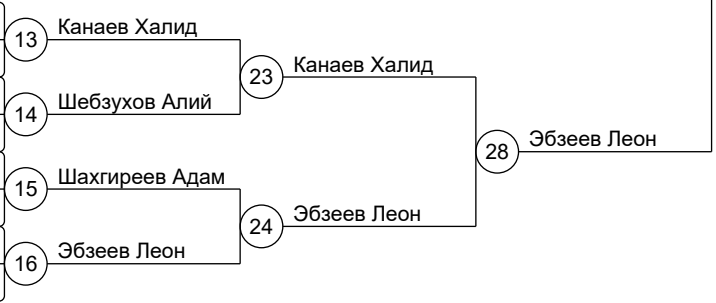 13 Канаев Халид
23 Канаев Халид
14 Шебзухов Алий
28 Эбзеев Леон
15 Шахгиреев Адам
24 Эбзеев Леон
16 Эбзеев Леон